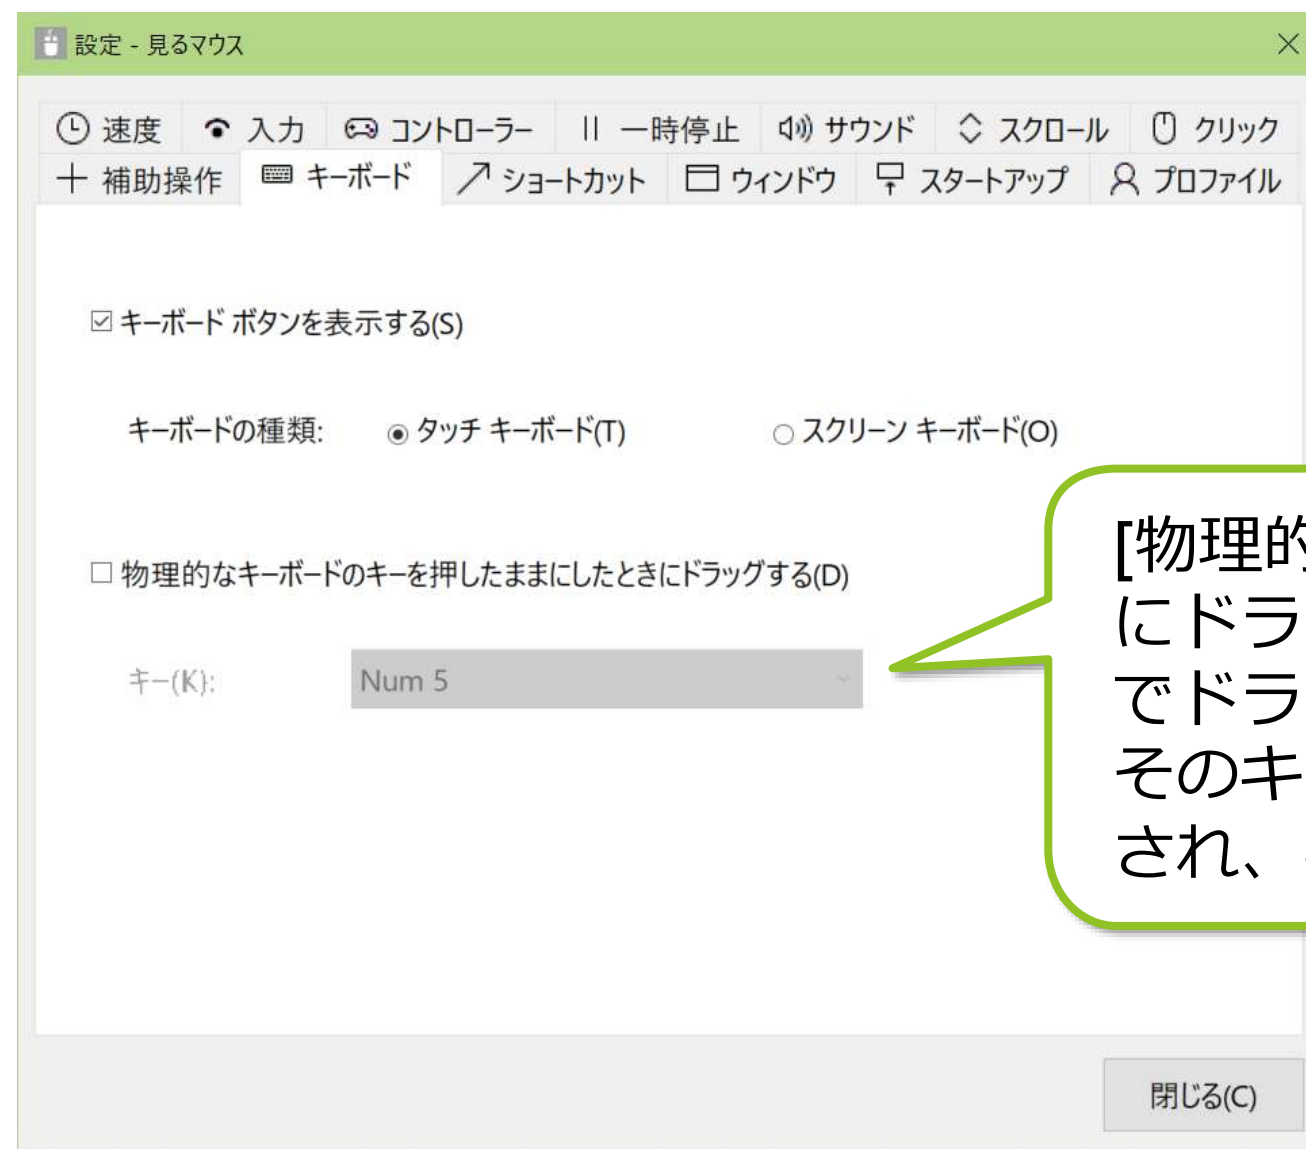 設定 - 見るマウス
速度 入力 コントローラー 一時停止 サウンド スクロール クリック
補助操作 キーボード ショートカット ウィンドウ スタートアップ プロファイル
キーボード ボタンを表示する(S)
キーボードの種類: タッチ キーボード(T) スクリーン キーボード(O)
物理的なキーボードのキーを押したままにしたときにドラッグする(D)
キー(K): Num 5
[物理的
にドラ
でドラ
そのキ
され、
閉じる(C)